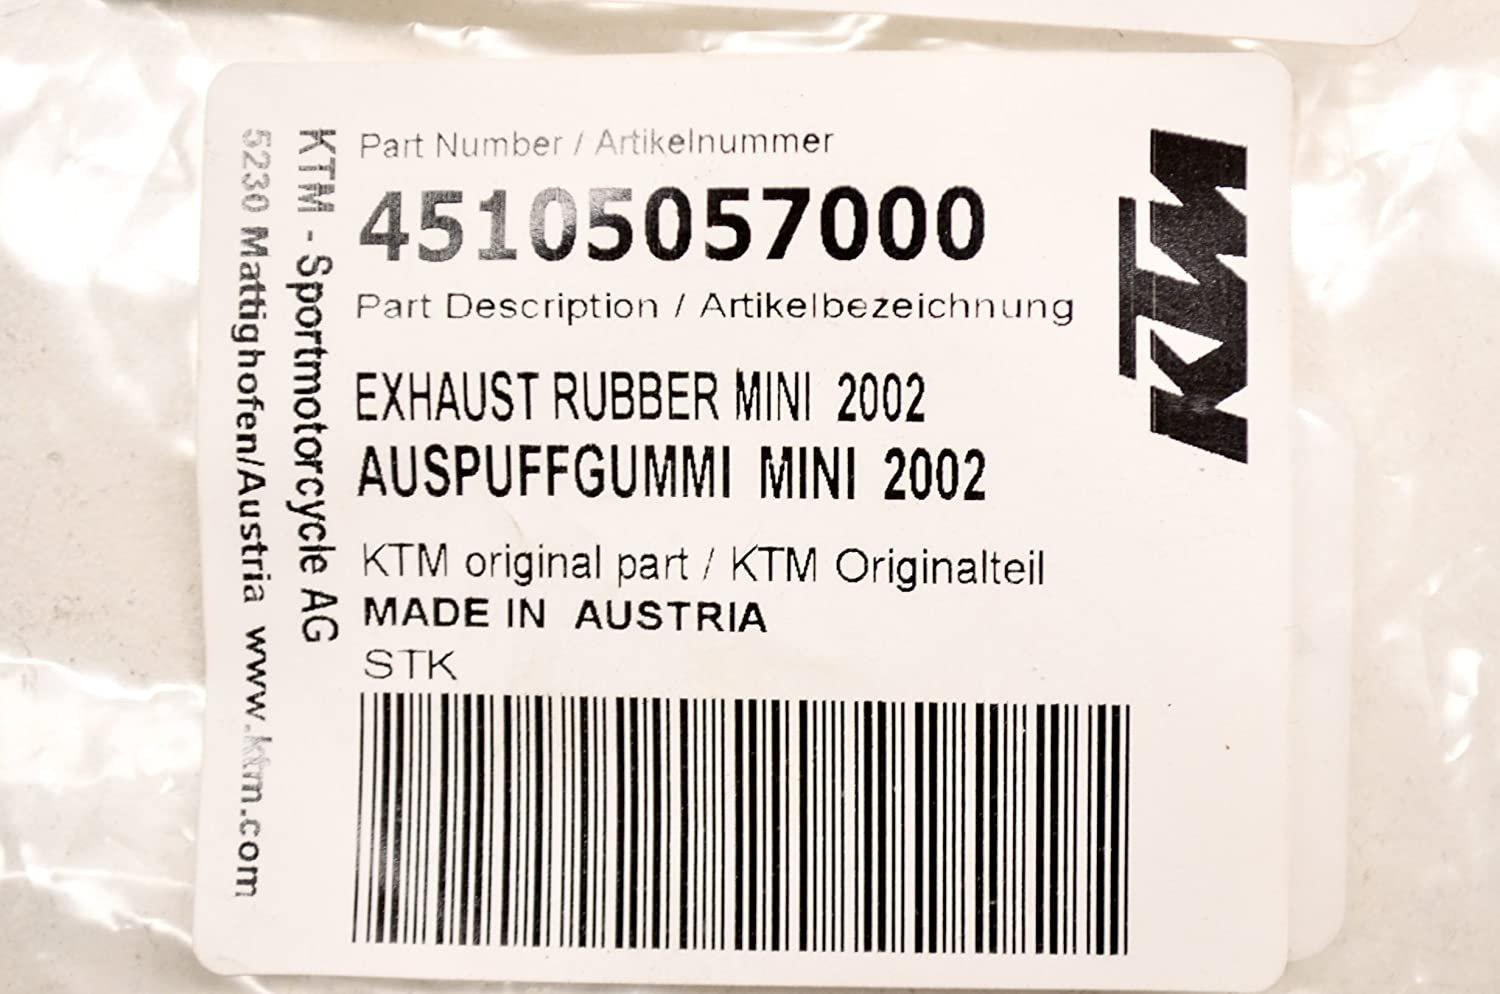 Part Number / Artikelnummer
45105057000
Part Description / Artikelbezeichnung
EXHAUST RUBBER MINI 2002
AUSPUFFGUMMI MINI 2002
KTM original part / KTM Originalteil
MADE IN AUSTRIA
STK
KTM - Sportmotorcycle AG
5230 Mattighofen/Austria www.ktm.com
KTM